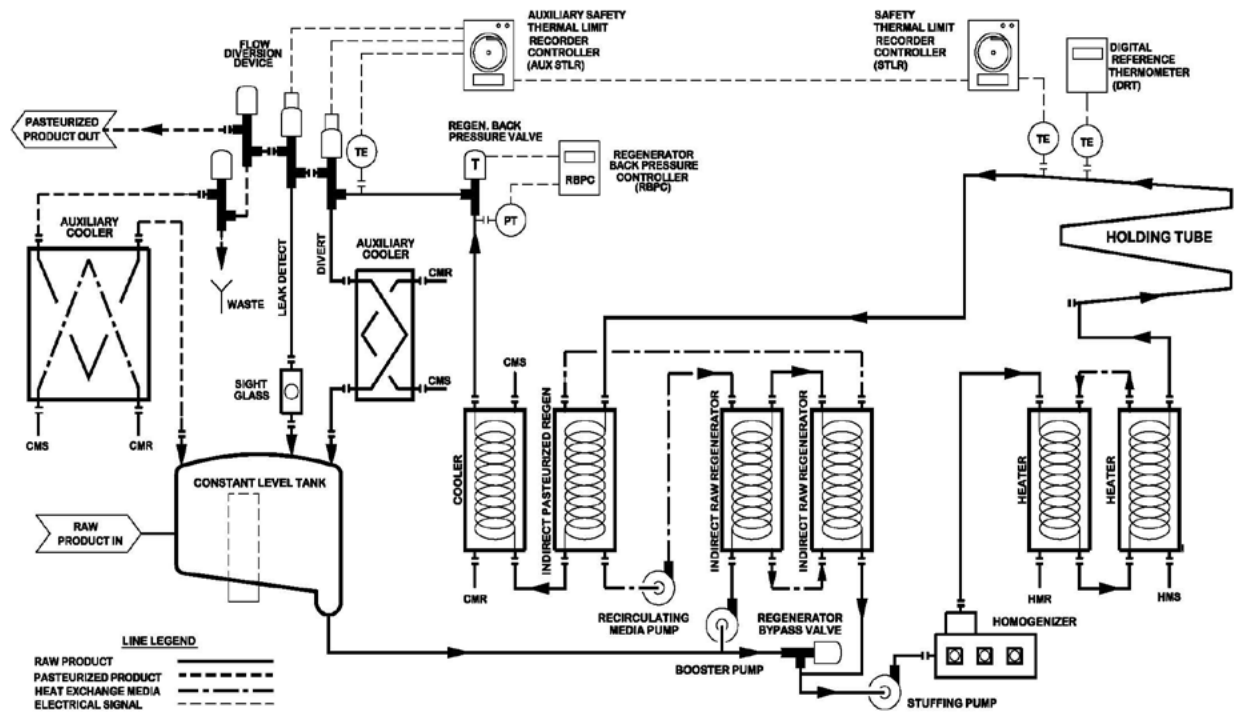 AUXILIARY SAFETY
THERMAL LIMIT
RECORDER
CONTROLLER
(AUX STLR)
SAFETY
THERMAL LIMIT
RECORDER
CONTROLLER
(STLR)
DIGITAL
REFERENCE
THERMOMETER
(DRT)
FLOW
DIVERSION
DEVICE
PASTEURIZED
PRODUCT OUT
TE
REGEN. BACK
PRESSURE VALVE
T
RBPC
REGENERATOR
BACK PRESSURE
CONTROLLER
(RBPC)
PT
TE
TE
AUXILIARY
COOLER
WASTE
LEAK DETECT
DIVERT
AUXILIARY
COOLER
CMR
CMS
HOLDING TUBE
SIGHT
GLASS
CMS
CMR
CMS
COOLER
INDIRECT PASTEURIZED REGEN
INDIRECT RAW REGENERATOR
INDIRECT RAW REGENERATOR
HEATER
HEATER
CONSTANT LEVEL TANK
RAW
PRODUCT IN
CMR
RECIRCULATING
MEDIA PUMP
REGENERATOR
BYPASS VALVE
HMR
HMS
HOMOGENIZER
BOOSTER PUMP
STUFFING PUMP
LINE LEGEND
RAW PRODUCT
PASTEURIZED PRODUCT
HEAT EXCHANGE MEDIA
ELECTRICAL SIGNAL